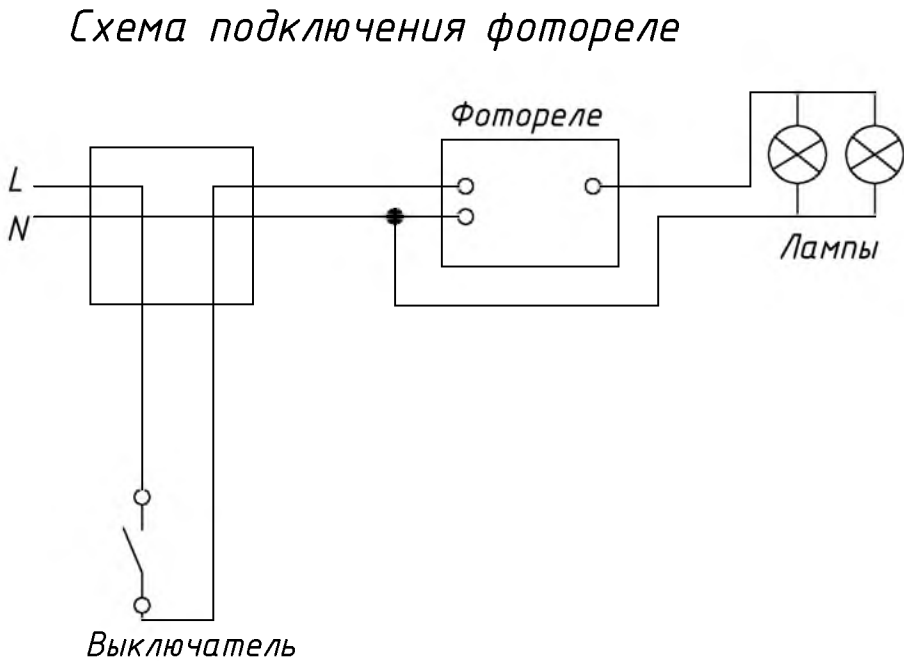 Схема подключения фотореле
Фотореле
L
N
Лампы
Выключатель